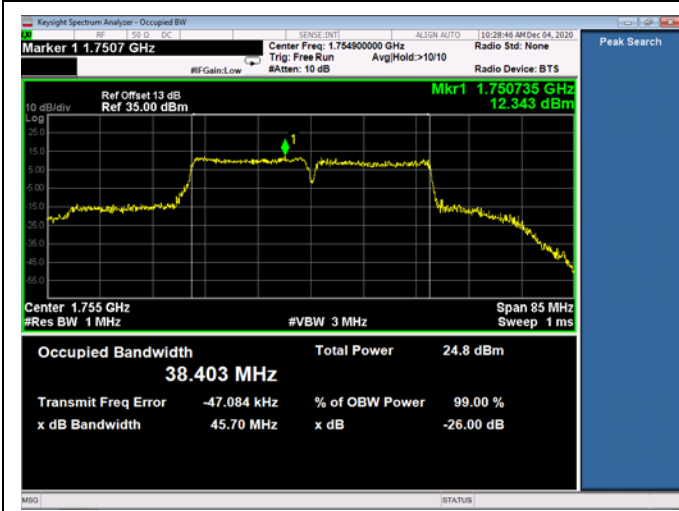 Keysight Spectrum Analyzer - Occupied BW
RF 50 Ω DC SENSE:INT ALIGN AUTO 10:28:46 AM Dec 04, 2020
Marker 1 1.7507 GHz Center Freq: 1.754900000 GHz Radio Std: None Peak Search
Trig: Free Run Avg|Hold:>10/10
#IFGain:Low #Atten: 10 dB Radio Device: BTS
Ref Offset 13 dB Mkr1 1.750735 GHz
10 dB/div Ref 35.00 dBm 12.343 dBm
Log
25.0
1
15.0
5.00
-5.00
-15.0
-25.0
-35.0
-45.0
-55.0
Center 1.755 GHz Span 85 MHz
#Res BW 1 MHz #VBW 3 MHz Sweep 1 ms
Occupied Bandwidth Total Power 24.8 dBm
38.403 MHz
Transmit Freq Error -47.084 kHz % of OBW Power 99.00 %
x dB Bandwidth 45.70 MHz x dB -26.00 dB
MSG STATUS